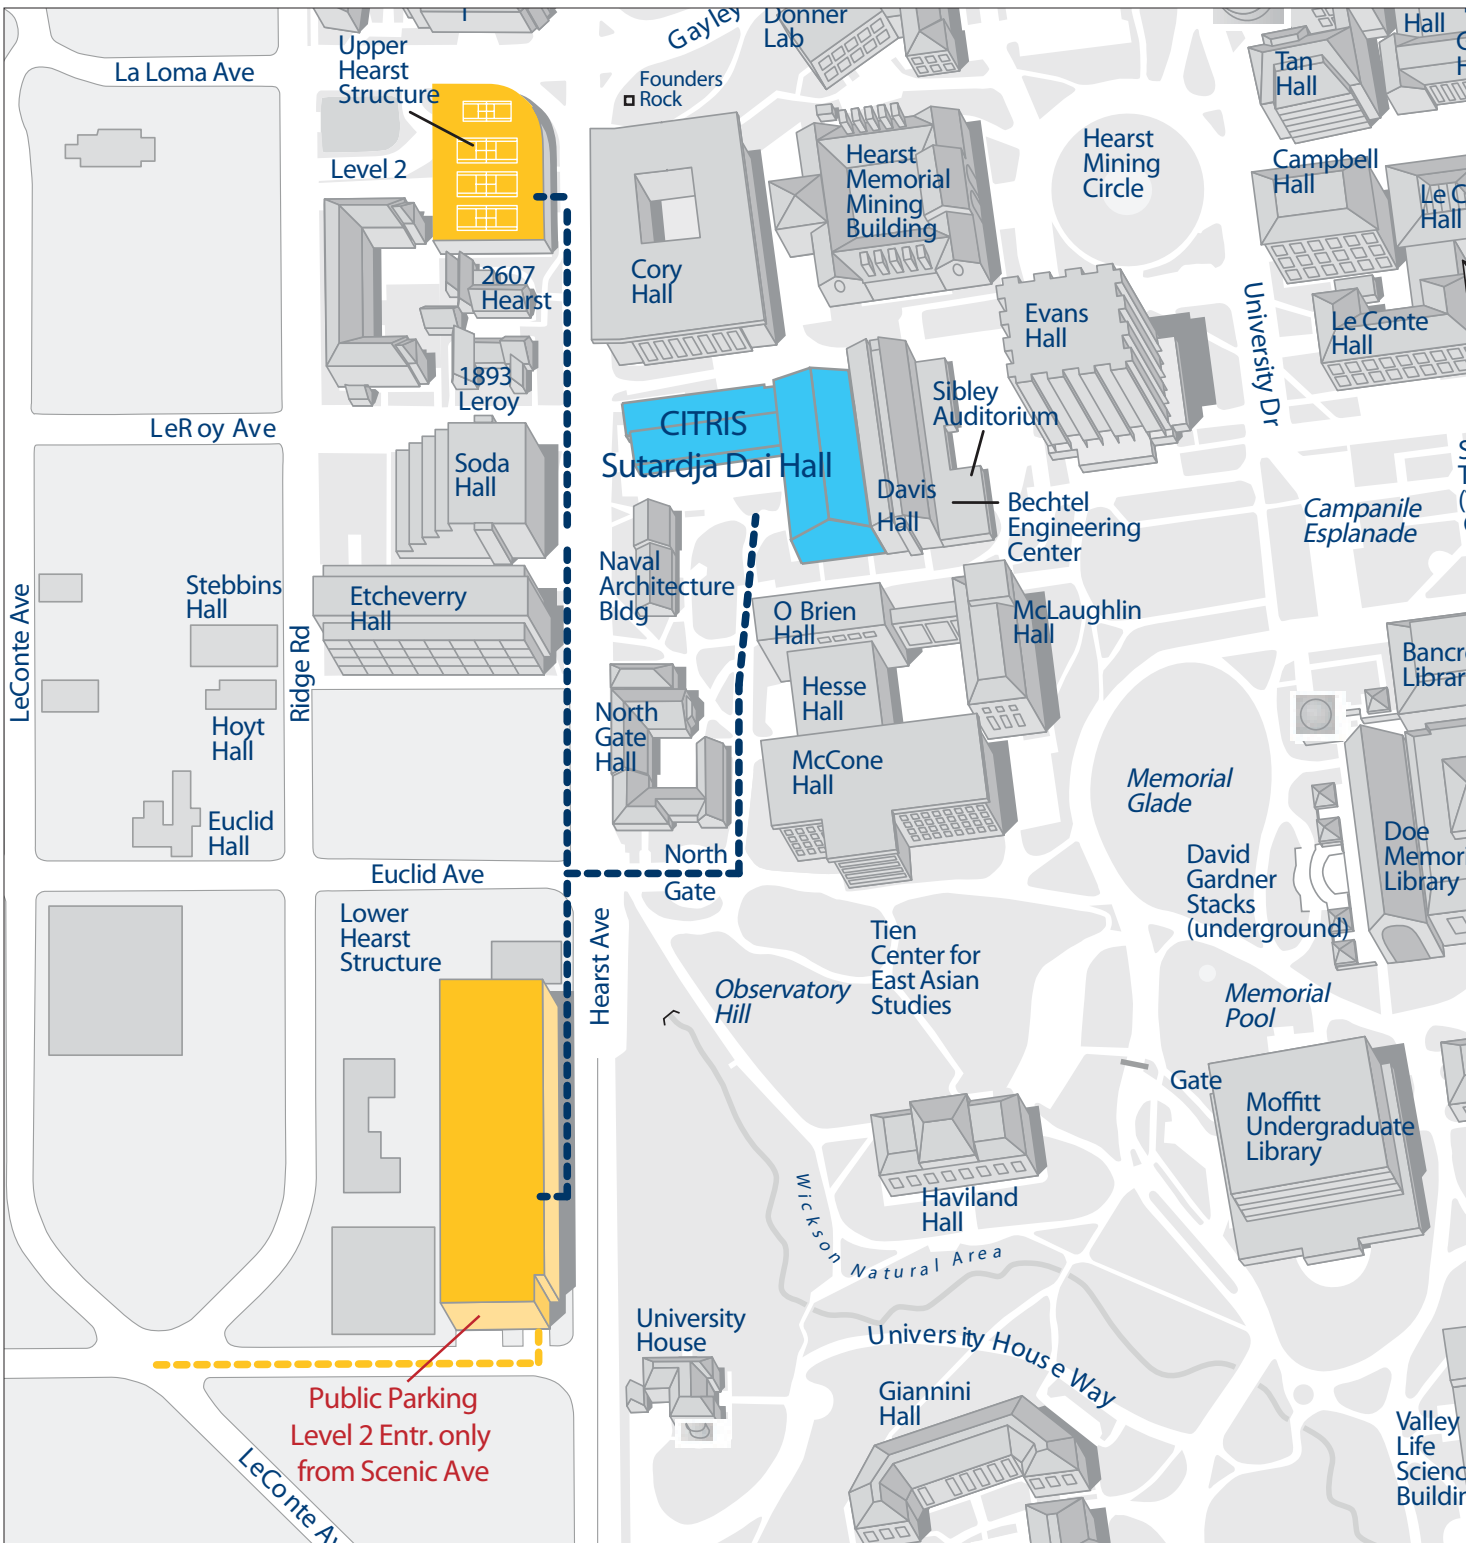 Gayley
Donner
Lab
Hall
Upper
Hearst
Structure
La Loma Ave
Founders
Rock
Tan
Hall
Level 2
Hearst
Memorial
Mining
Building
Hearst
Mining
Circle
Campbell
Hall
Hall
Cory
Hall
2607
Hearst
Evans
Hall
University Dr
Le Conte
Hall
1893
Leroy
LeRoy Ave
CITRIS
Sutardja Dai Hall
Sibley
Auditorium
Soda
Hall
Davis
Hall
Bechtel
Engineering
Center
Campanile
Esplanade
Naval
Architecture
Bldg
Stebbins
Hall
Etcheverry
Hall
O Brien
Hall
McLaughlin
Hall
LeConte Ave
Ridge Rd
Hesse
Hall
Hoyt
Hall
North
Gate
Hall
McCone
Hall
Memorial
Glade
Euclid
Hall
Euclid Ave
North
Gate
David
Gardner
Stacks
(underground)
Doe
Library
Lower
Hearst
Structure
Hearst Ave
Tien
Center for
East Asian
Studies
Observatory
Hill
Memorial
Pool
Gate
Moffitt
Undergraduate
Library
Haviland
Hall
Wickson Natural Area
University
House
University House Way
Giannini
Hall
Public Parking
Level 2 Entr. only
from Scenic Ave
LeConte
Valley
Life